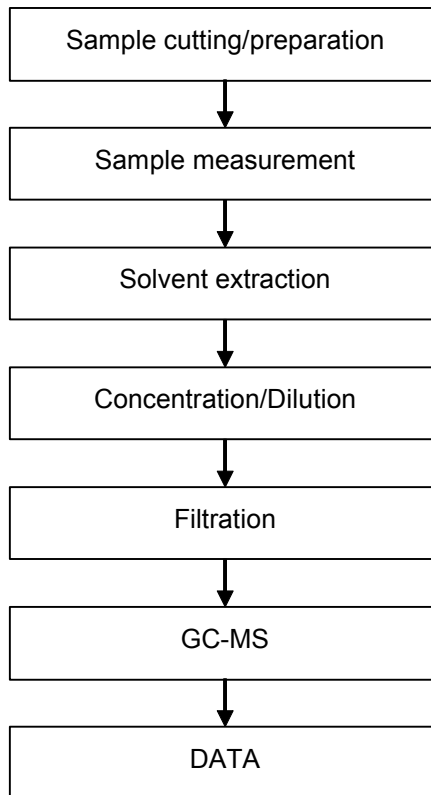 Sample cutting/preparation
Sample measurement
Solvent extraction
Concentration/Dilution
Filtration
GC-MS
DATA